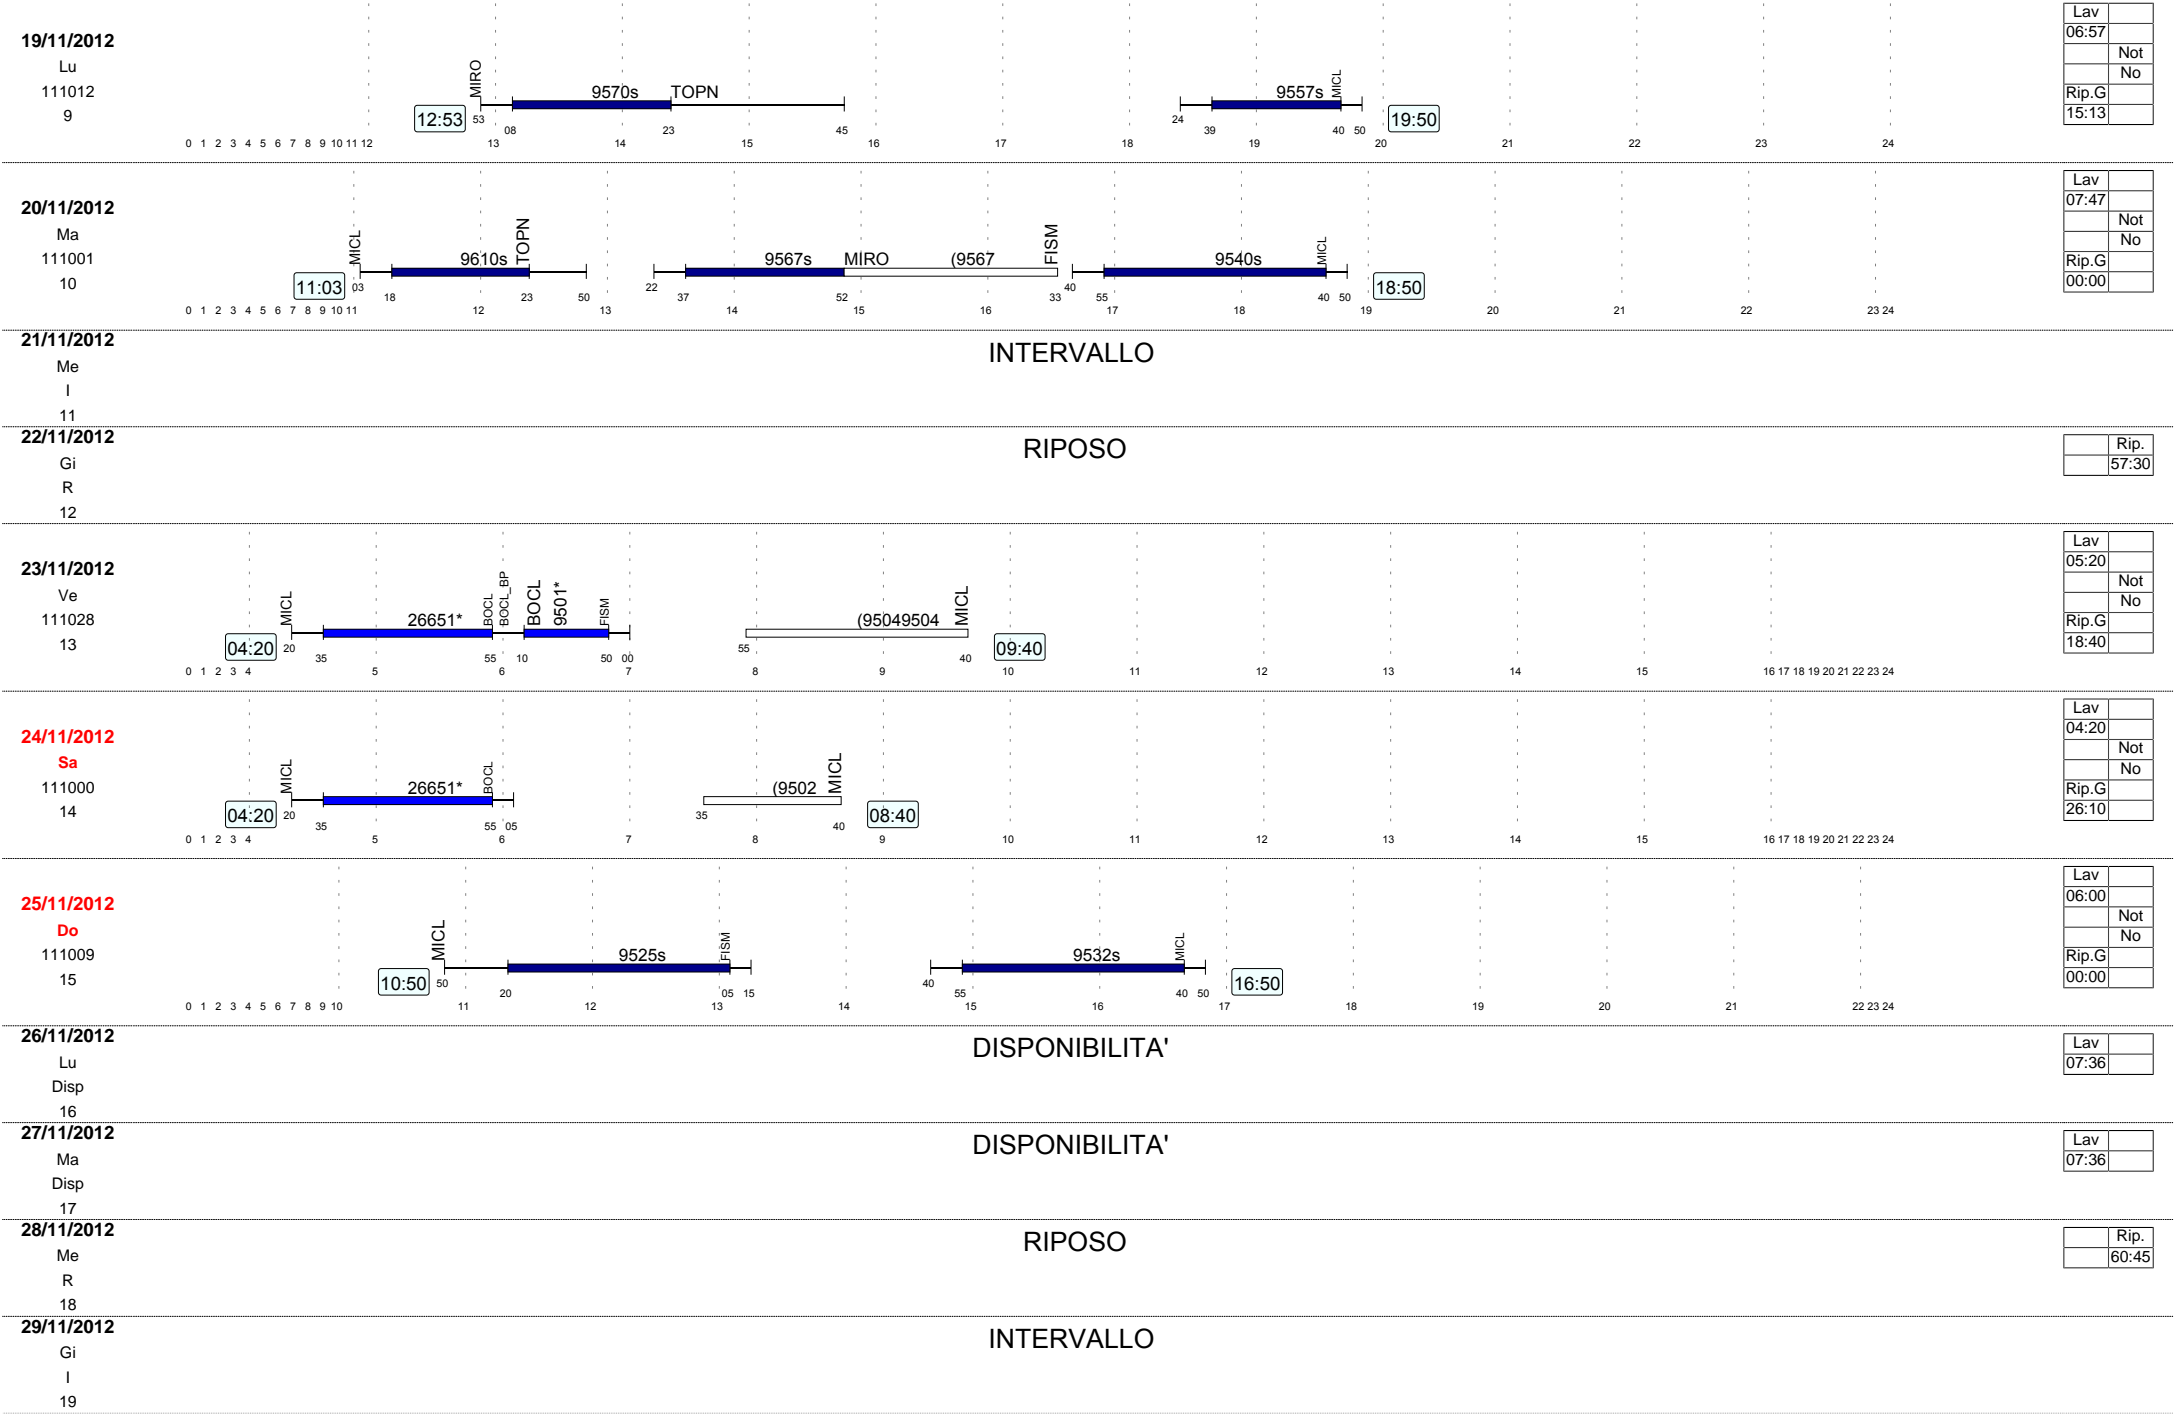 19/11/2012
Lu
111012
9
12:53
MIRO
9570s
TOPN
9557s
MICL
19:50
53 08 23 45 24 39 40 50
0 1 2 3 4 5 6 7 8 9 10 11 12 13 14 15 16 17 18 19 20 21 22 23 24
Lav
06:57
Not
No
Rip.G
15:13
20/11/2012
Ma
111001
10
11:03
MICL
9610s
TOPN
9567s
MIRO
(9567
FISM
9540s
MICL
18:50
03 18 23 50 22 37 52 33 40 55 40 50
0 1 2 3 4 5 6 7 8 9 10 11 12 13 14 15 16 17 18 19 20 21 22 23 24
Lav
07:47
Not
No
Rip.G
00:00
21/11/2012
Me
I
11
INTERVALLO
22/11/2012
Gi
R
12
RIPOSO
Rip.
57:30
23/11/2012
Ve
111028
13
04:20
MICL
26651*
BOCL
BOCL_BP
BOCL
9501*
FISM
(95049504
MICL
09:40
20 35 55 10 50 00 55 40
0 1 2 3 4 5 6 7 8 9 10 11 12 13 14 15 16 17 18 19 20 21 22 23 24
Lav
05:20
Not
No
Rip.G
18:40
24/11/2012
Sa
111000
14
04:20
MICL
26651*
BOCL
(9502
MICL
08:40
20 35 55 05 35 40
0 1 2 3 4 5 6 7 8 9 10 11 12 13 14 15 16 17 18 19 20 21 22 23 24
Lav
04:20
Not
No
Rip.G
26:10
25/11/2012
Do
111009
15
10:50
MICL
9525s
FISM
9532s
MICL
16:50
50 20 05 15 40 55 40 50
0 1 2 3 4 5 6 7 8 9 10 11 12 13 14 15 16 17 18 19 20 21 22 23 24
Lav
06:00
Not
No
Rip.G
00:00
26/11/2012
Lu
Disp
16
DISPONIBILITA'
Lav
07:36
27/11/2012
Ma
Disp
17
DISPONIBILITA'
Lav
07:36
28/11/2012
Me
R
18
RIPOSO
Rip.
60:45
29/11/2012
Gi
I
19
INTERVALLO